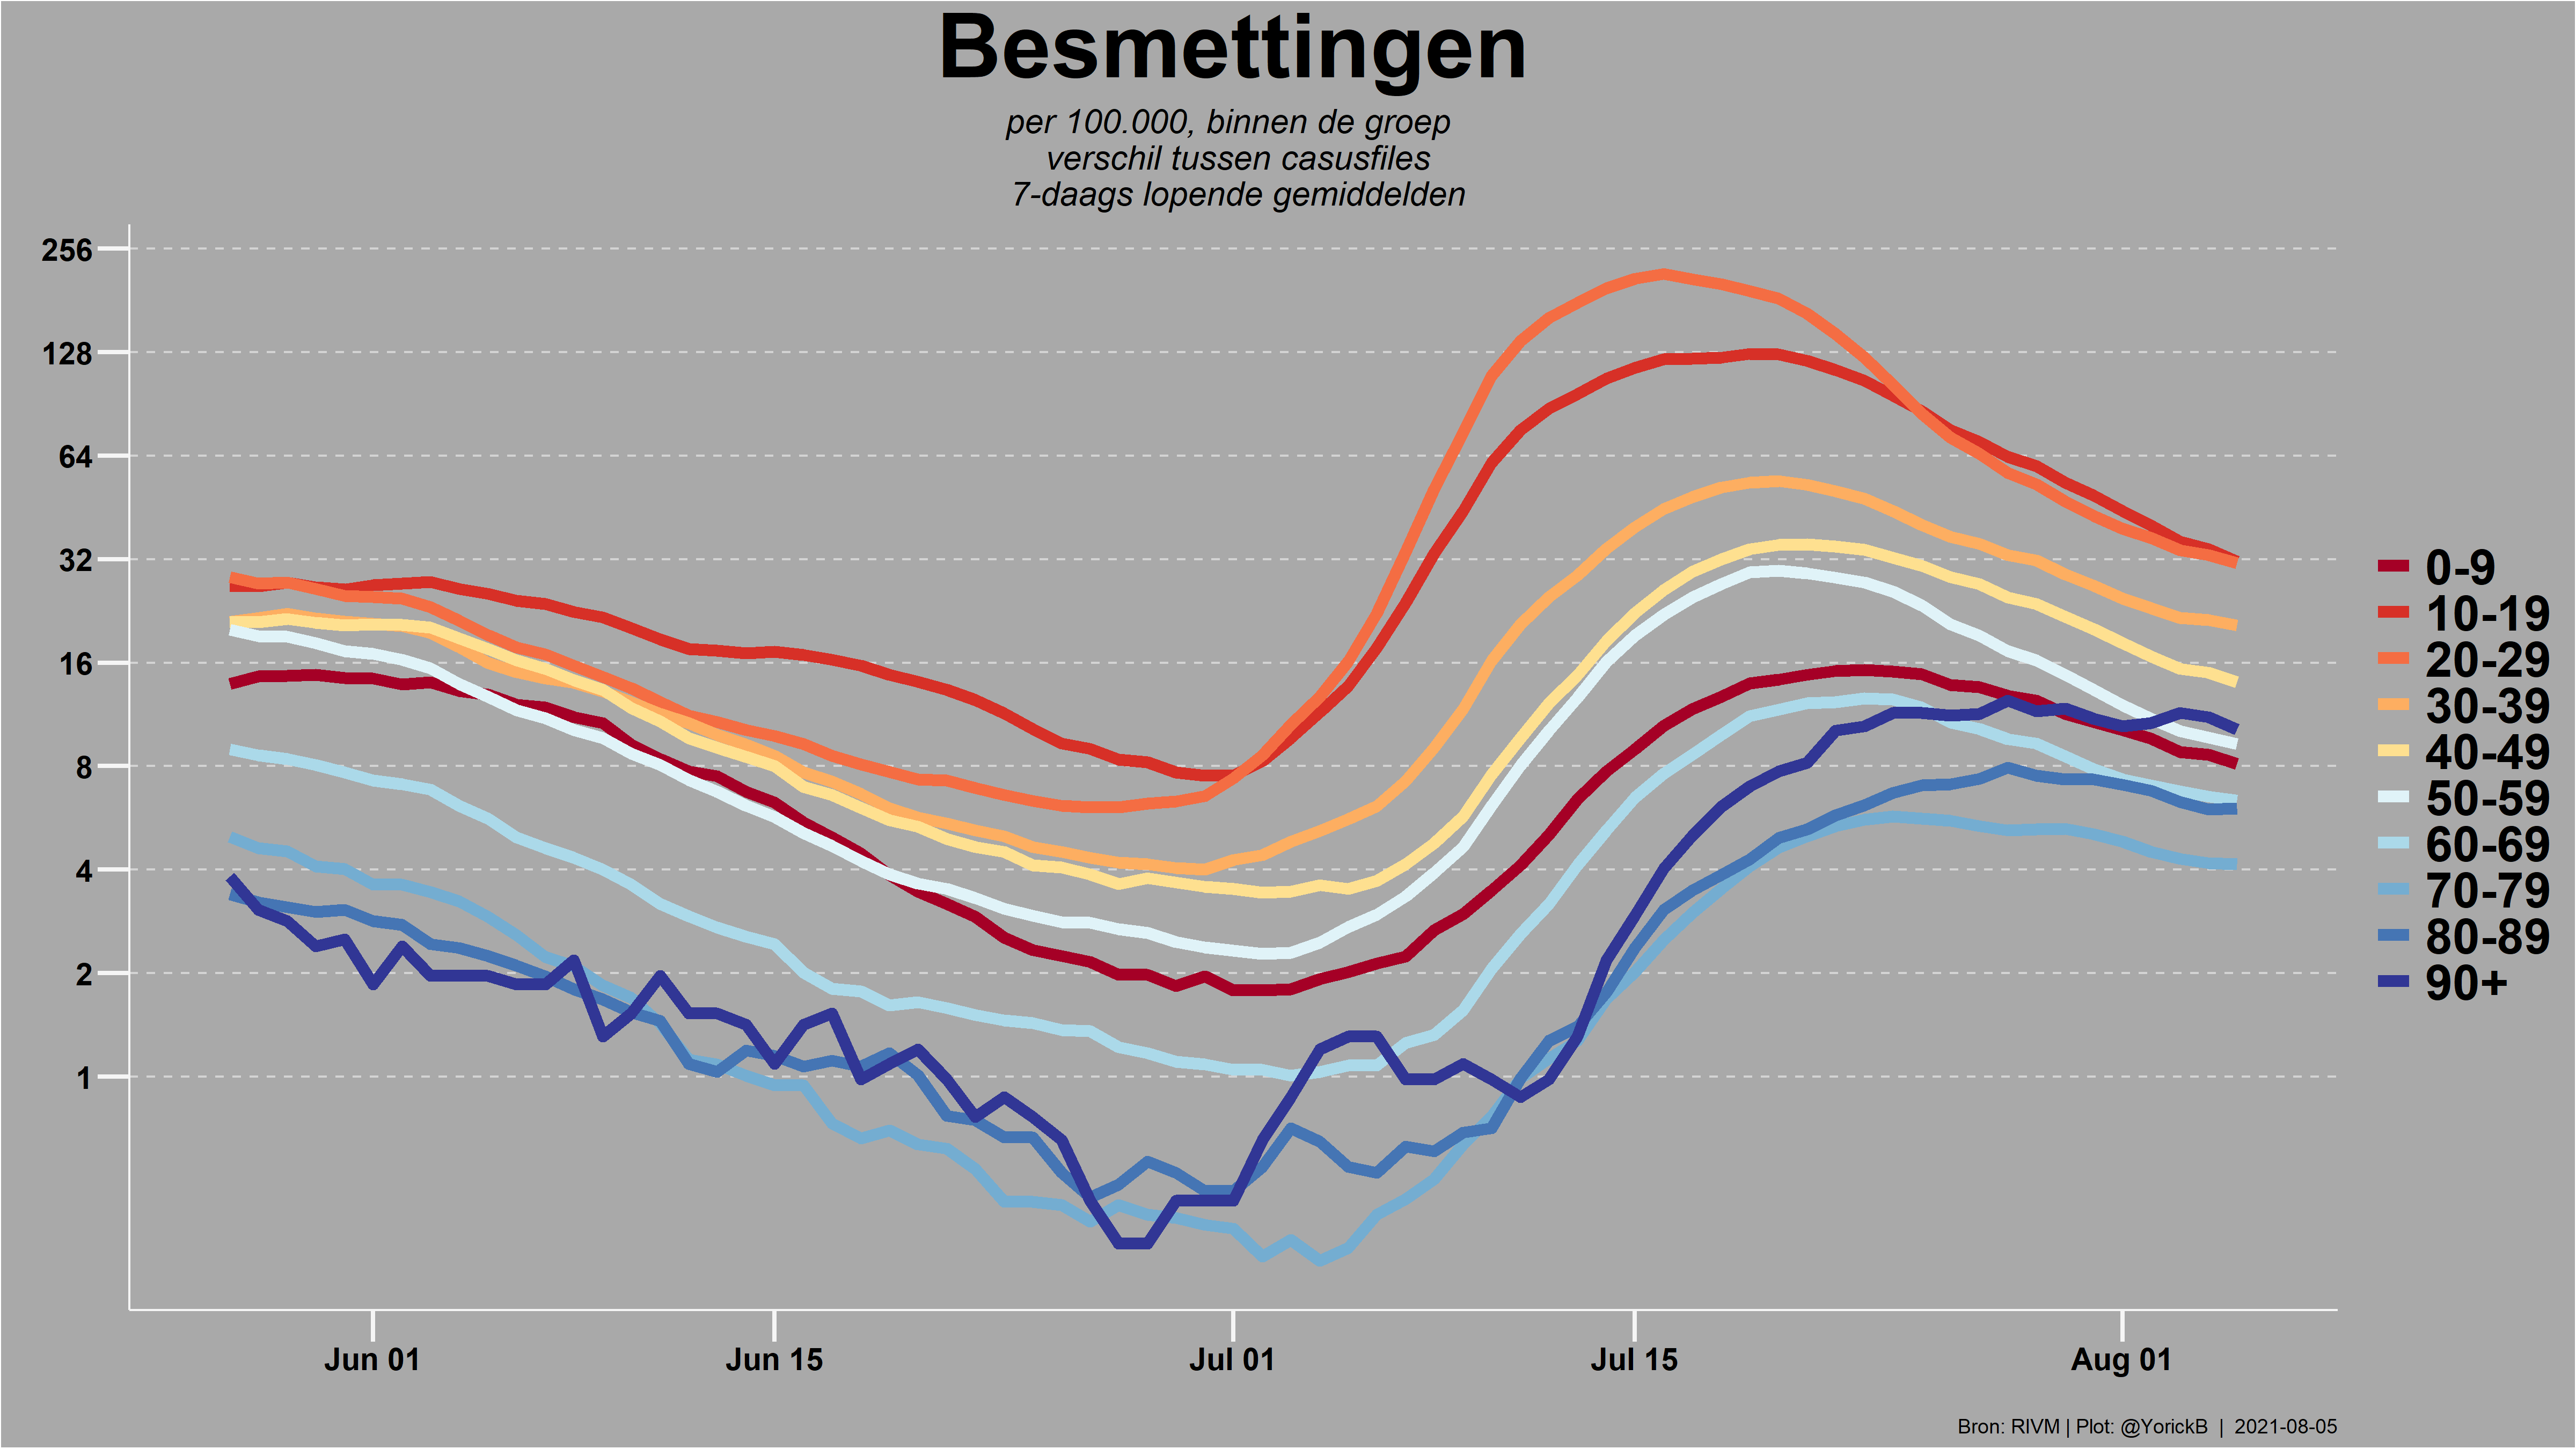 Besmettingen
per 100.000, binnen de groep
verschil tussen casusfiles
7-daags lopende gemiddelden
256
128
64
32
16
8
4
2
1
Jun 01
Jun 15
Jul 01
Jul 15
Aug 01
0-9
10-19
20-29
30-39
40-49
50-59
60-69
70-79
80-89
90+
Bron: RIVM | Plot: @YorickB | 2021-08-05